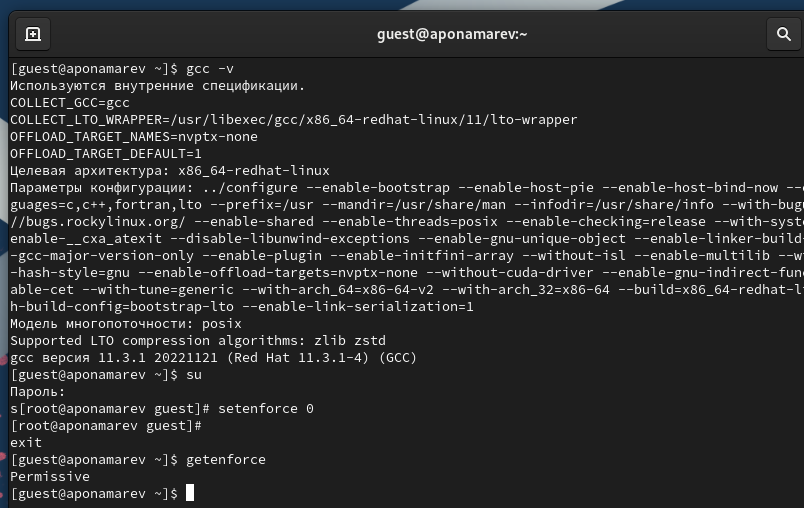 guest@aponamarev:~
[guest@aponamarev ~]$ gcc -v
Используются внутренние спецификации.
COLLECT_GCC=gcc
COLLECT_LTO_WRAPPER=/usr/libexec/gcc/x86_64-redhat-linux/11/lto-wrapper
OFFLOAD_TARGET_NAMES=nvptx-none
OFFLOAD_TARGET_DEFAULT=1
Целевая архитектура: x86_64-redhat-linux
Параметры конфигурации: ../configure --enable-bootstrap --enable-host-pie --enable-host-bind-now --
guages=c,c++,fortran,lto --prefix=/usr --mandir=/usr/share/man --infodir=/usr/share/info --with-bug
//bugs.rockylinux.org/ --enable-shared --enable-threads=posix --enable-checking=release --with-syst
enable-__cxa_atexit --disable-libunwind-exceptions --enable-gnu-unique-object --enable-linker-build-
-gcc-major-version-only --enable-plugin --enable-initfini-array --without-isl --enable-multilib --w
-hash-style=gnu --enable-offload-targets=nvptx-none --without-cuda-driver --enable-gnu-indirect-func
able-cet --with-tune=generic --with-arch_64=x86-64-v2 --with-arch_32=x86-64 --build=x86_64-redhat-l
h-build-config=bootstrap-lto --enable-link-serialization=1
Модель многопоточности: posix
Supported LTO compression algorithms: zlib zstd
gcc версия 11.3.1 20221121 (Red Hat 11.3.1-4) (GCC)
[guest@aponamarev ~]$ su
Пароль:
s[root@aponamarev guest]# setenforce 0
[root@aponamarev guest]#
exit
[guest@aponamarev ~]$ getenforce
Permissive
[guest@aponamarev ~]$